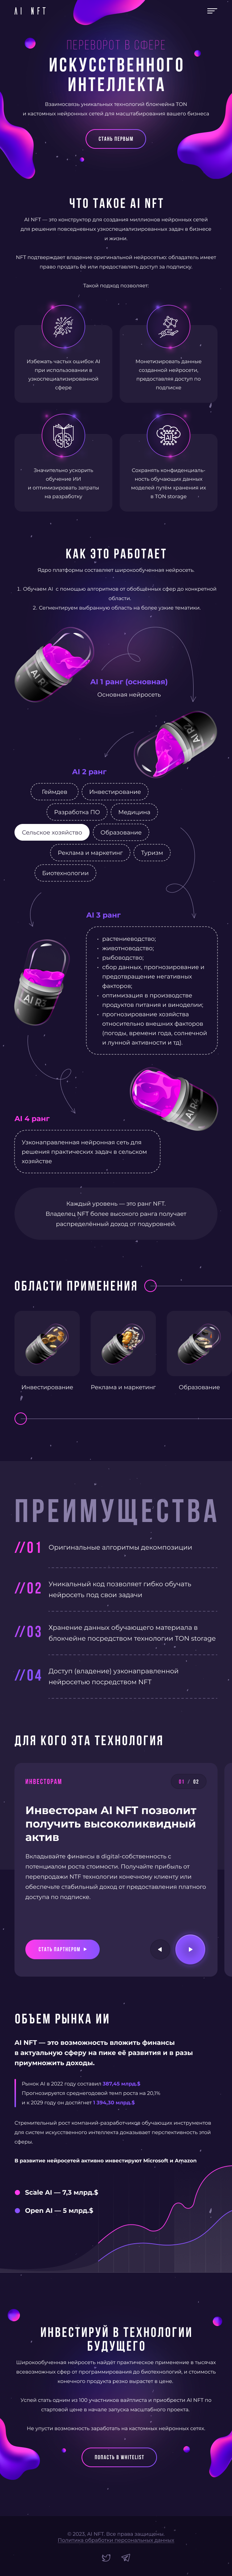 AI NFT
ПЕРЕВОРОТ В СФЕРЕ
ИСКУССТВЕННОГО
ИНТЕЛЛЕКТА
Взаимосвязь уникальных технологий блокчейна TON
и кастомных нейронных сетей для масштабирования вашего бизнеса
СТАНЬ ПЕРВЫМ
ЧТО ТАКОЕ AI NFT
AI NFT — это конструктор для создания миллионов нейронных сетей
для решения повседневных узкоспециализированных задач в бизнесе
и жизни.
NFT подтверждает владение оригинальной нейросетью: обладатель имеет
право продать её или предоставлять доступ за подписку.
Такой подход позволяет:
Избежать частых ошибок AI
при использовании в
узкоспециализированной
сфере
Монетизировать данные
созданной нейросети,
предоставляя доступ по
подписке
Значительно ускорить
обучение ИИ
и оптимизировать затраты
на разработку
Сохранять конфиденциаль-
ность обучающих данных
моделей путём хранения их
в TON storage
КАК ЭТО РАБОТАЕТ
Ядро платформы составляет широкообученная нейросеть.
1. Обучаем AI с помощью алгоритмов от обобщённых сфер до конкретной
области.
2. Сегментируем выбранную область на более узкие тематики.
AI 1 ранг (основная)
Основная нейросеть
AI 2 ранг
Геймдев
Инвестирование
Разработка ПО
Медицина
Сельское хозяйство
Образование
Реклама и маркетинг
Туризм
Биотехнологии
AI 3 ранг
растениеводство;
животноводство;
рыбоводство;
сбор данных, прогнозирование и
предотвращение негативных
факторов;
оптимизация в производстве
продуктов питания и виноделии;
прогнозирование хозяйства
относительно внешних факторов
(погоды, времени года, солнечной
и лунной активности и тд).
AI 4 ранг
Узконаправленная нейронная сеть для
решения практических задач в сельском
хозяйстве
Каждый уровень — это ранг NFT.
Владелец NFT более высокого ранга получает
распределённый доход от подуровней.
ОБЛАСТИ ПРИМЕНЕНИЯ
Инвестирование
Реклама и маркетинг
Образование
ПРЕИМУЩЕСТВА
//01
Оригинальные алгоритмы декомпозиции
//02
Уникальный код позволяет гибко обучать
нейросеть под свои задачи
//03
Хранение данных обучающего материала в
блокчейне посредством технологии TON storage
//04
Доступ (владение) узконаправленной
нейросетью посредством NFT
ДЛЯ КОГО ЭТА ТЕХНОЛОГИЯ
ИНВЕСТОРАМ
01 // 02
Инвесторам AI NFT позволит
получить высоколиквидный
актив
Вкладывайте финансы в digital-собственность с
потенциалом роста стоимости. Получайте прибыль от
перепродажи NTF технологии конечному клиенту или
обеспечьте стабильный доход от предоставления платного
доступа по подписке.
СТАТЬ ПАРТНЕРОМ
ОБЪЕМ РЫНКА ИИ
AI NFT — это возможность вложить финансы
в актуальную сферу на пике её развития и в разы
приумножить доходы.
Рынок AI в 2022 году составил 387,45 млрд.$
Прогнозируется среднегодовой темп роста на 20,1%
и к 2029 году он достигнет 1 394,30 млрд.$
Стремительный рост компаний-разработчиков обучающих инструментов
для систем искусственного интеллекта доказывает перспективность этой
сферы.
В развитие нейросетей активно инвестируют Microsoft и Amazon
Scale AI — 7,3 млрд.$
Open AI — 5 млрд.$
ИНВЕСТИРУЙ В ТЕХНОЛОГИИ
БУДУЩЕГО
Широкообученная нейросеть найдёт практическое применение в тысячах
всевозможных сфер от программирования до биотехнологий, и стоимость
конечного продукта резко вырастет в цене.
Успей стать одним из 100 участников вайтлиста и приобрести AI NFT по
стартовой цене в начале запуска масштабного проекта.
Не упусти возможность заработать на кастомных нейронных сетях.
ПОПАСТЬ В WHITELIST
© 2023, AI NFT. Все права защищены.
Политика обработки персональных данных